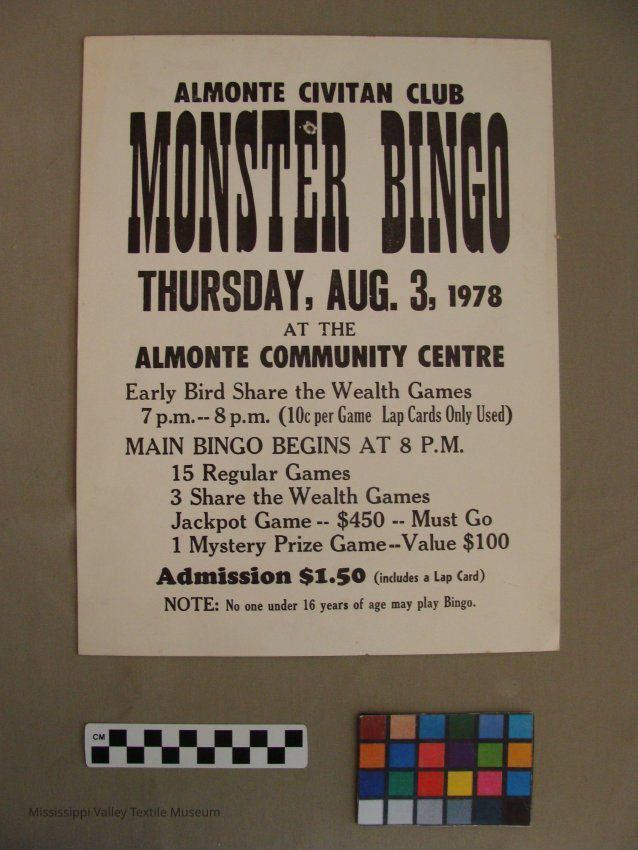 ALMONTE CIVITAN CLUB
MONSTER BINGO
THURSDAY, AUG. 3, 1978
AT THE
ALMONTE COMMUNITY CENTRE
Early Bird Share the Wealth Games
7 p.m.-- 8 p.m. (10c per Game Lap Cards Only Used)
MAIN BINGO BEGINS AT 8 P.M.
15 Regular Games
3 Share the Wealth Games
Jackpot Game -- $450 -- Must Go
1 Mystery Prize Game--Value $100
Admission $1.50 (includes a Lap Card)
NOTE: No one under 16 years of age may play Bingo.
CM
Mississippi Valley Textile Museum